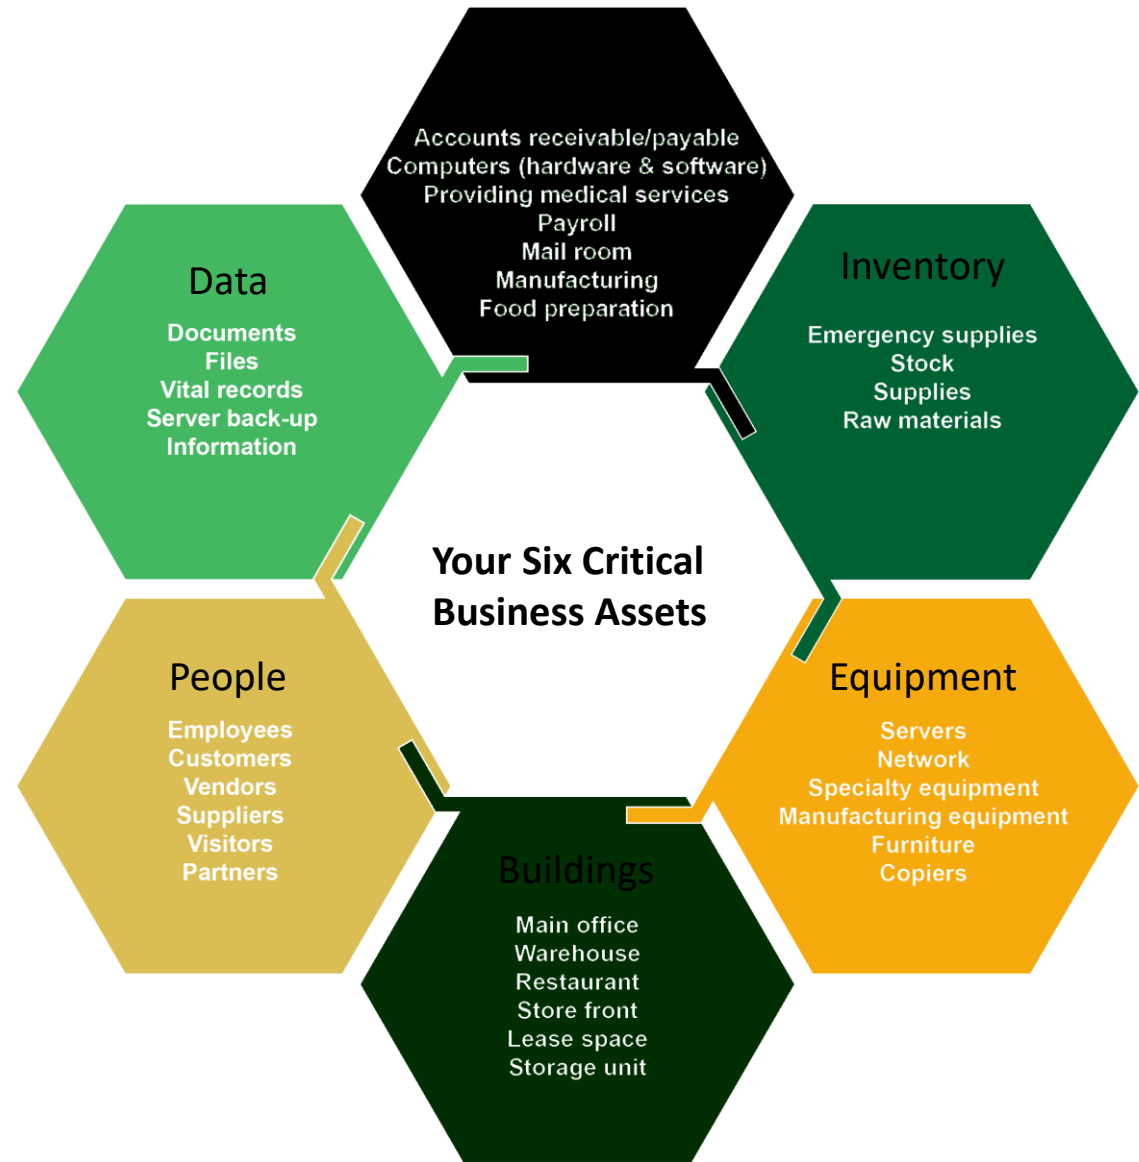 Accounts receivable/payable
Computers (hardware & software)
Providing medical services
Payroll
Mail room
Manufacturing
Food preparation
Data
Documents
Files
Vital records
Server back-up
Information
Inventory
Emergency supplies
Stock
Supplies
Raw materials
Your Six Critical
Business Assets
People
Employees
Customers
Vendors
Suppliers
Visitors
Partners
Equipment
Servers
Network
Specialty equipment
Manufacturing equipment
Furniture
Copiers
Buildings
Main office
Warehouse
Restaurant
Store front
Lease space
Storage unit